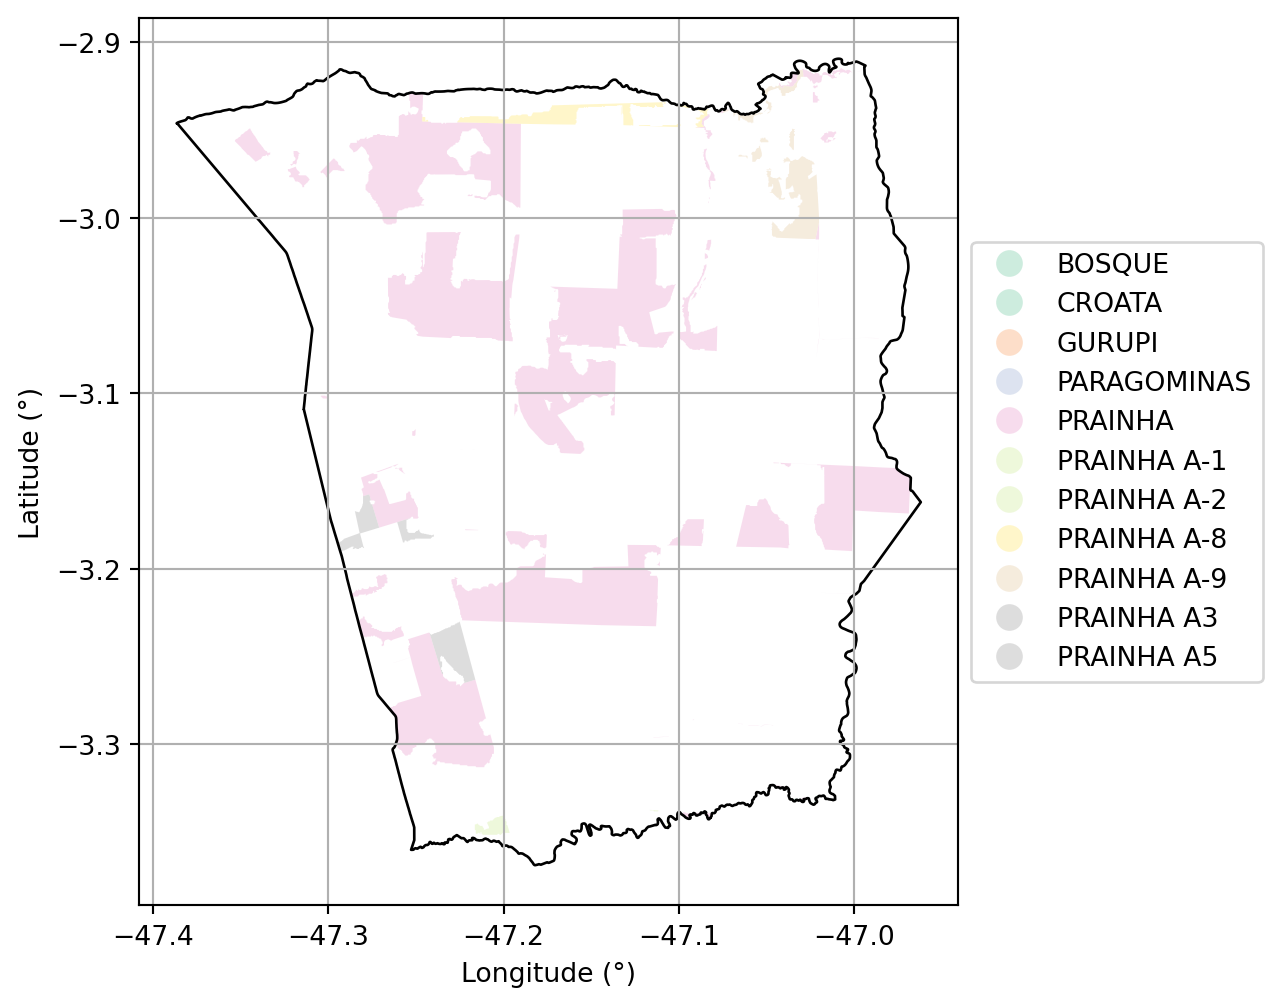 −2.9
−3.0
−3.1
−3.2
−3.3
Latitude (°)
−47.4
−47.3
−47.2
−47.1
−47.0
Longitude (°)
BOSQUE
CROATA
GURUPI
PARAGOMINAS
PRAINHA
PRAINHA A-1
PRAINHA A-2
PRAINHA A-8
PRAINHA A-9
PRAINHA A3
PRAINHA A5